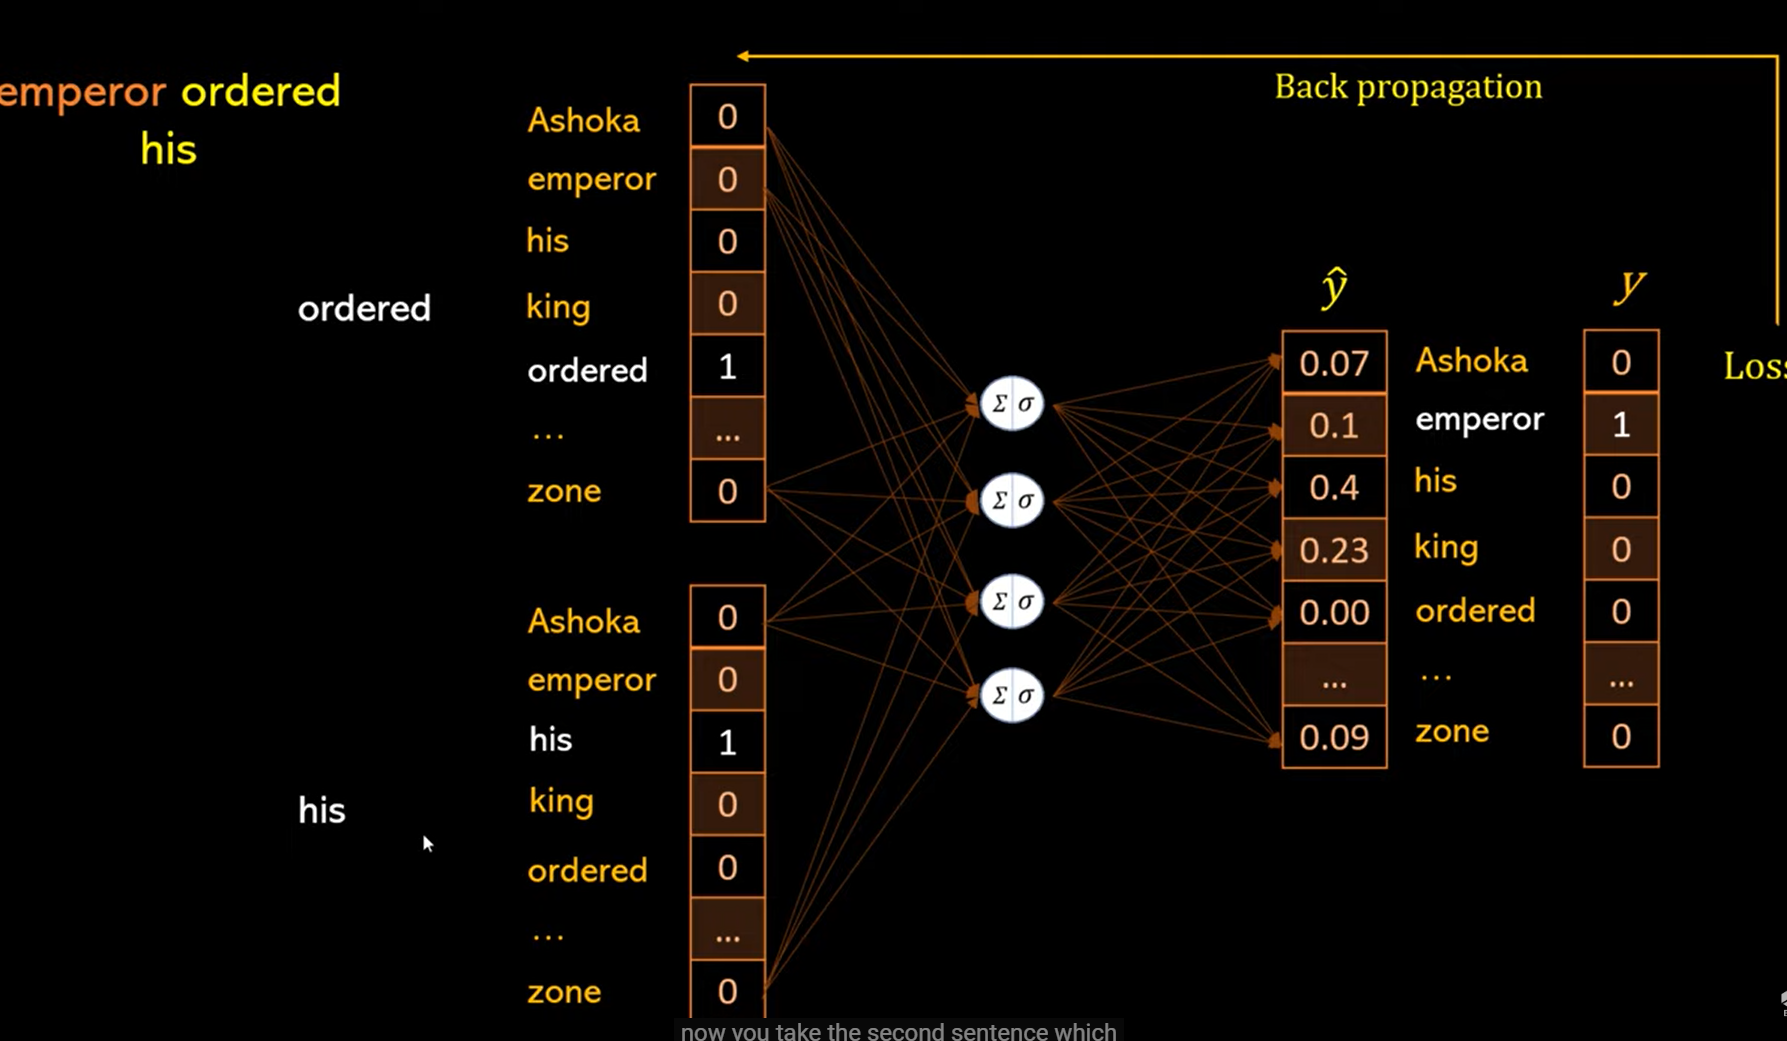 emperor ordered
his
Back propagation
ordered
Ashoka 0
emperor 0
his 0
king 0
ordered 1
... ...
zone 0
his
Ashoka 0
emperor 0
his 1
king 0
ordered 0
... ...
zone 0
Σ σ
Σ σ
Σ σ
Σ σ
ŷ y
0.07 Ashoka 0
0.1 emperor 1
0.4 his 0
0.23 king 0
0.00 ordered 0
... ... ...
0.09 zone 0
Loss
now you take the second sentence which